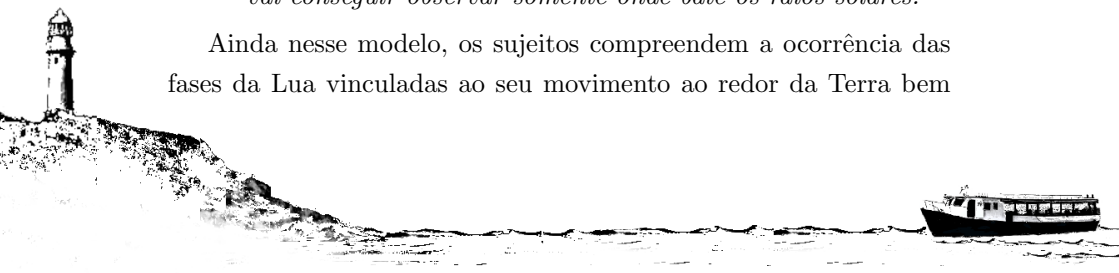 vai conseguir observar somente onde bate os raios solares.
Ainda nesse modelo, os sujeitos compreendem a ocorrência das
fases da Lua vinculadas ao seu movimento ao redor da Terra bem